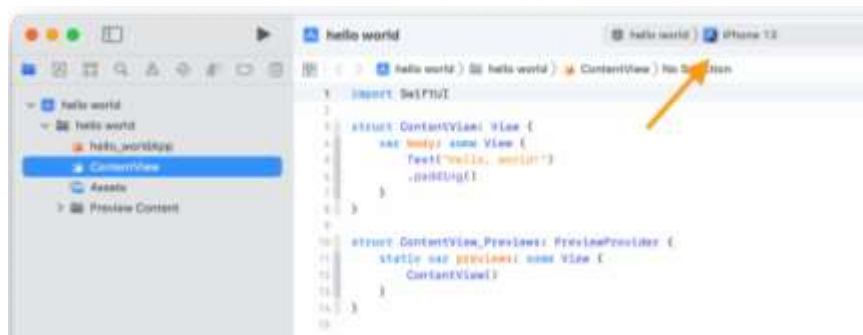 hello world
hello world
iPhone 13
hello world
hello world
ContentView
No Selection
hello world
hello world
hello_worldApp
ContentView
Assets
Preview Content
1 import SwiftUI
2
3 struct ContentView: View {
4 var body: some View {
5 Text("Hello, world!")
6 .padding()
7 }
8 }
9
10 struct ContentView_Previews: PreviewProvider {
11 static var previews: some View {
12 ContentView()
13 }
14 }
15